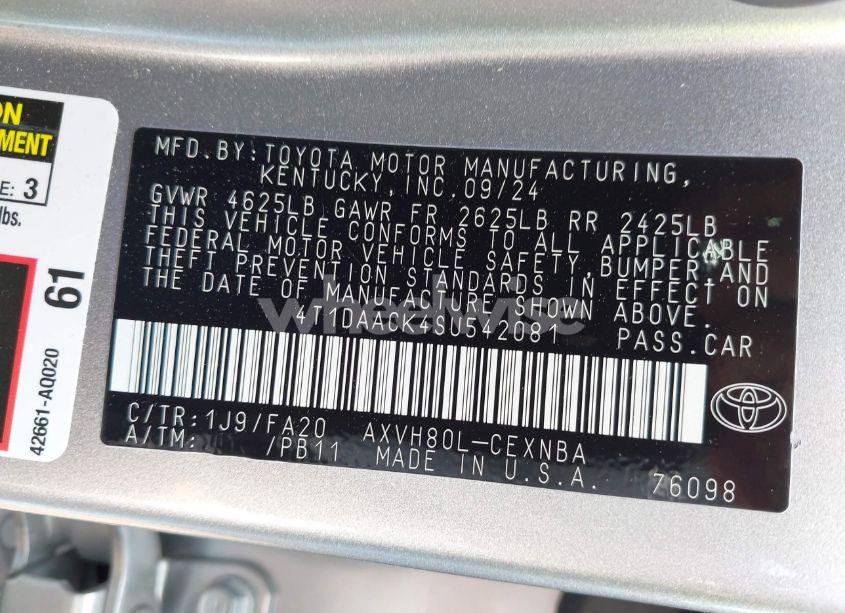 ON
MENT
E: 3
lbs.
61
42661-AQ020
MFD.BY:TOYOTA MOTOR MANUFACTURING,
KENTUCKY,INC.09/24
GVWR 4625LB GAWR FR 2625LB RR 2425LB
THIS VEHICLE CONFORMS TO ALL APPLICABLE
FEDERAL MOTOR VEHICLE SAFETY,BUMPER AND
THEFT PREVENTION STANDARDS IN EFFECT ON
THE DATE OF MANUFACTURE SHOWN ABOVE.
wheelwise
4T1DAACK4SU542081 PASS.CAR
C/TR:1J9/FA20 AXVH80L-CEXNBA
A/TM: /PB11 MADE IN U.S.A. 76098